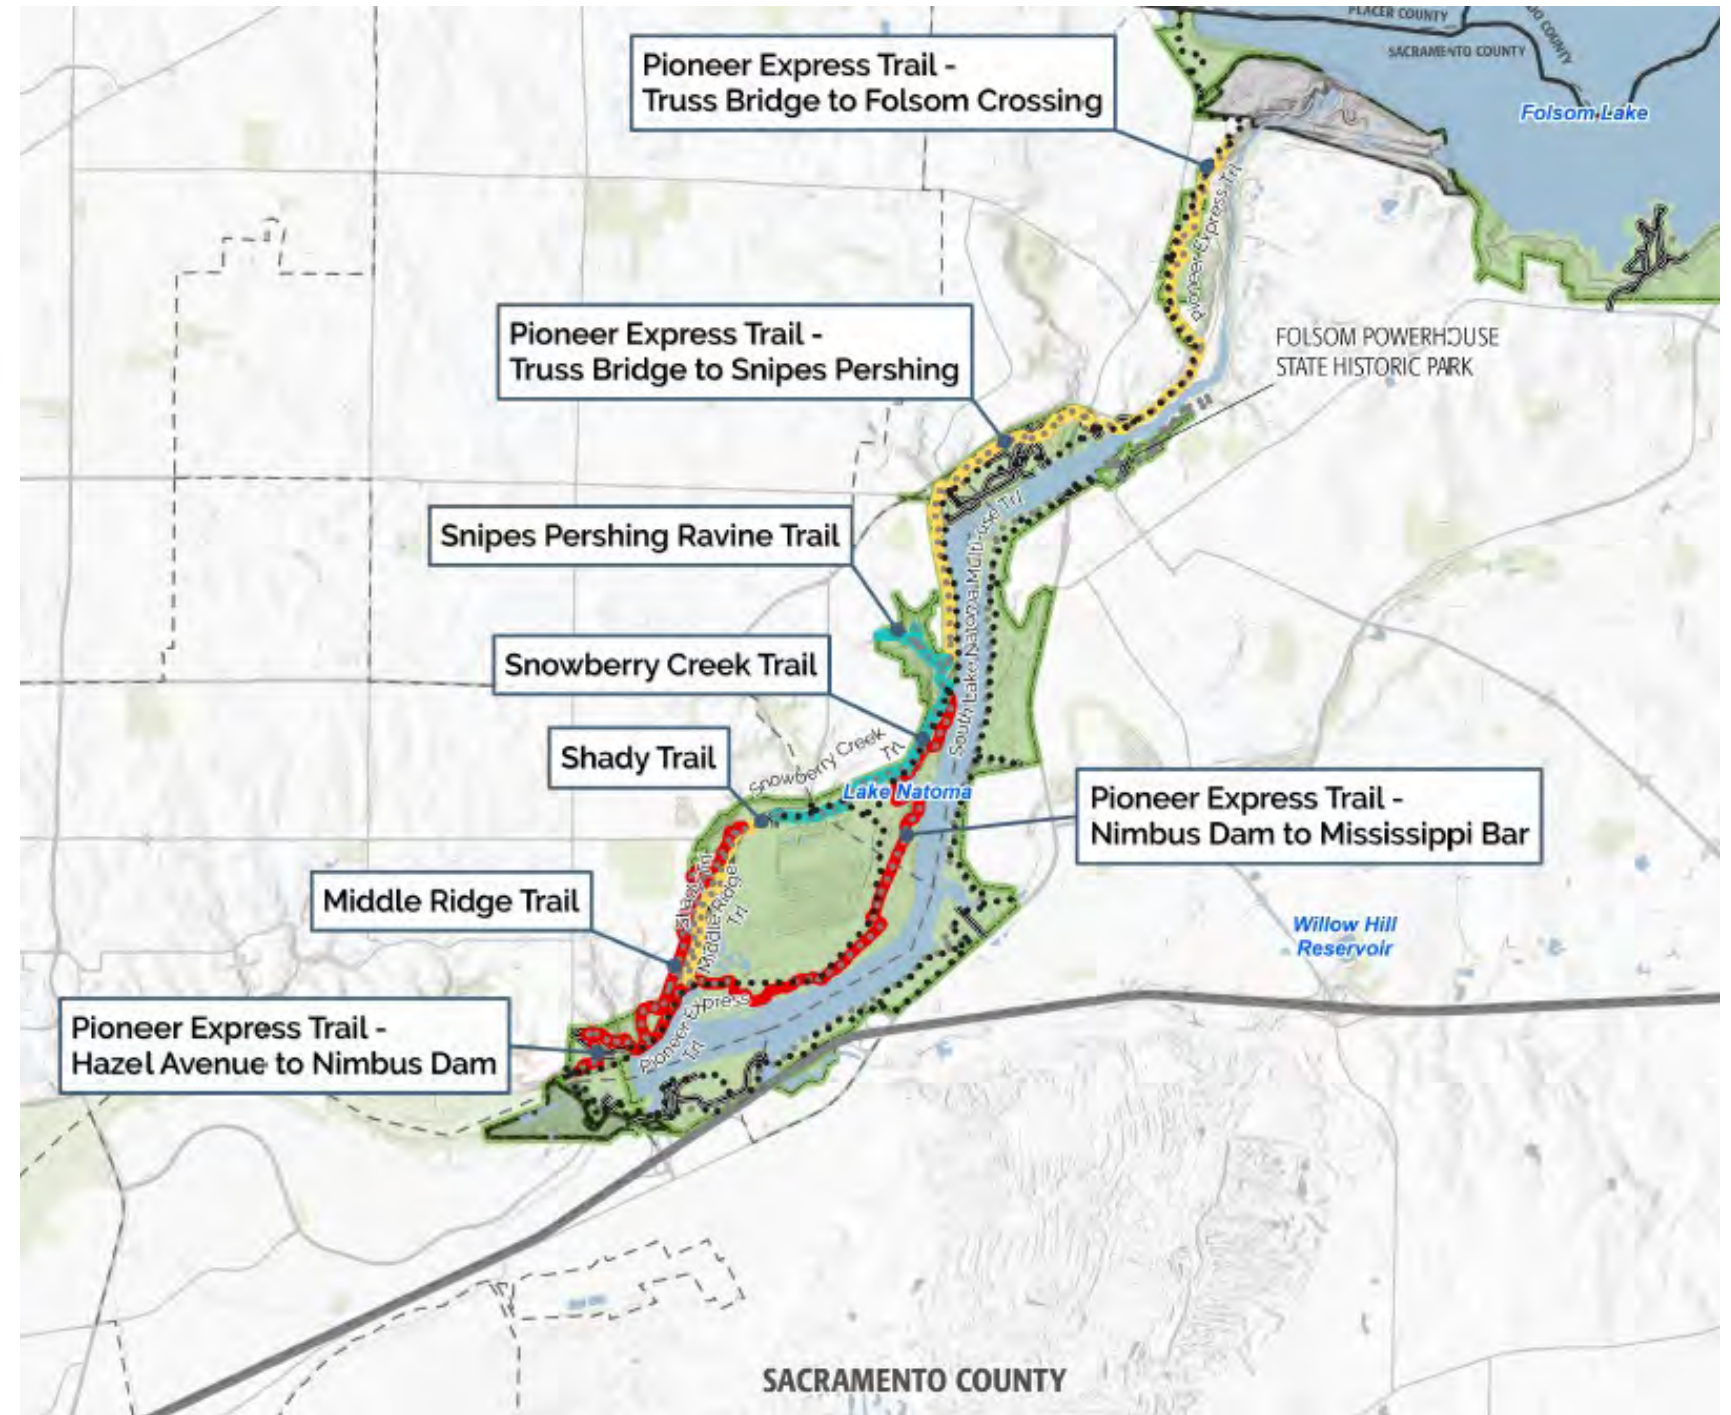 PLACER COUNTY
SACRAMENTO COUNTY
COUNTY
Pioneer Express Trail -
Truss Bridge to Folsom Crossing
Folsom Lake
Pioneer Express Trl
Pioneer Express Trail -
Truss Bridge to Snipes Pershing
FOLSOM POWERHOUSE
STATE HISTORIC PARK
Snipes Pershing Ravine Trail
South Lake Natoma Multi-use Trl
Snowberry Creek Trail
Shady Trail
Snowberry Creek
Trl
Lake Natoma
Pioneer Express Trail -
Nimbus Dam to Mississippi Bar
Middle Ridge Trail
Middle Ridge
Trl
Willow Hill
Reservoir
Pioneer Express Trail -
Hazel Avenue to Nimbus Dam
Pioneer Express
Trl
SACRAMENTO COUNTY